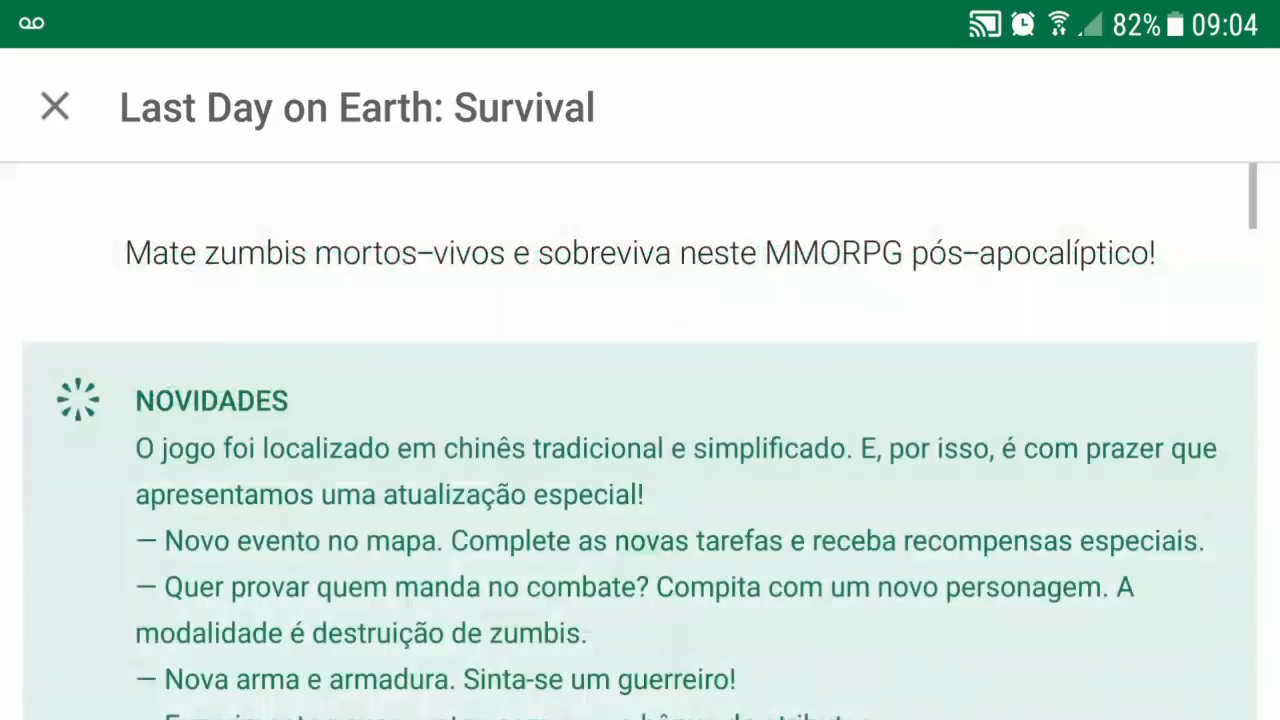 82% 09:04
Last Day on Earth: Survival
Mate zumbis mortos-vivos e sobreviva neste MMORPG pós-apocalíptico!
NOVIDADES
O jogo foi localizado em chinês tradicional e simplificado. E, por isso, é com prazer que
apresentamos uma atualização especial!
— Novo evento no mapa. Complete as novas tarefas e receba recompensas especiais.
— Quer provar quem manda no combate? Compita com um novo personagem. A
modalidade é destruição de zumbis.
— Nova arma e armadura. Sinta-se um guerreiro!